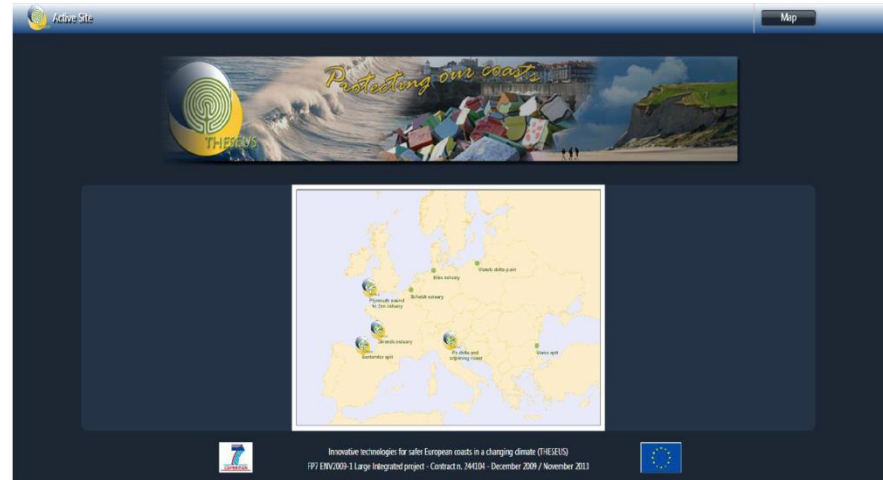 Active Site
Map
Protecting our coasts
THESEUS
Elbe estuary
Vistula delta plain
Scheldt estuary
Plymouth sound
to Exe estuary
Gironde estuary
Santander spit
Po delta and
adjoining coast
Varna spit
Innovative technologies for safer European coasts in a changing climate (THESEUS)
FP7 ENV2009-1 Large Integrated project - Contract n. 244104 - December 2009 / November 2013